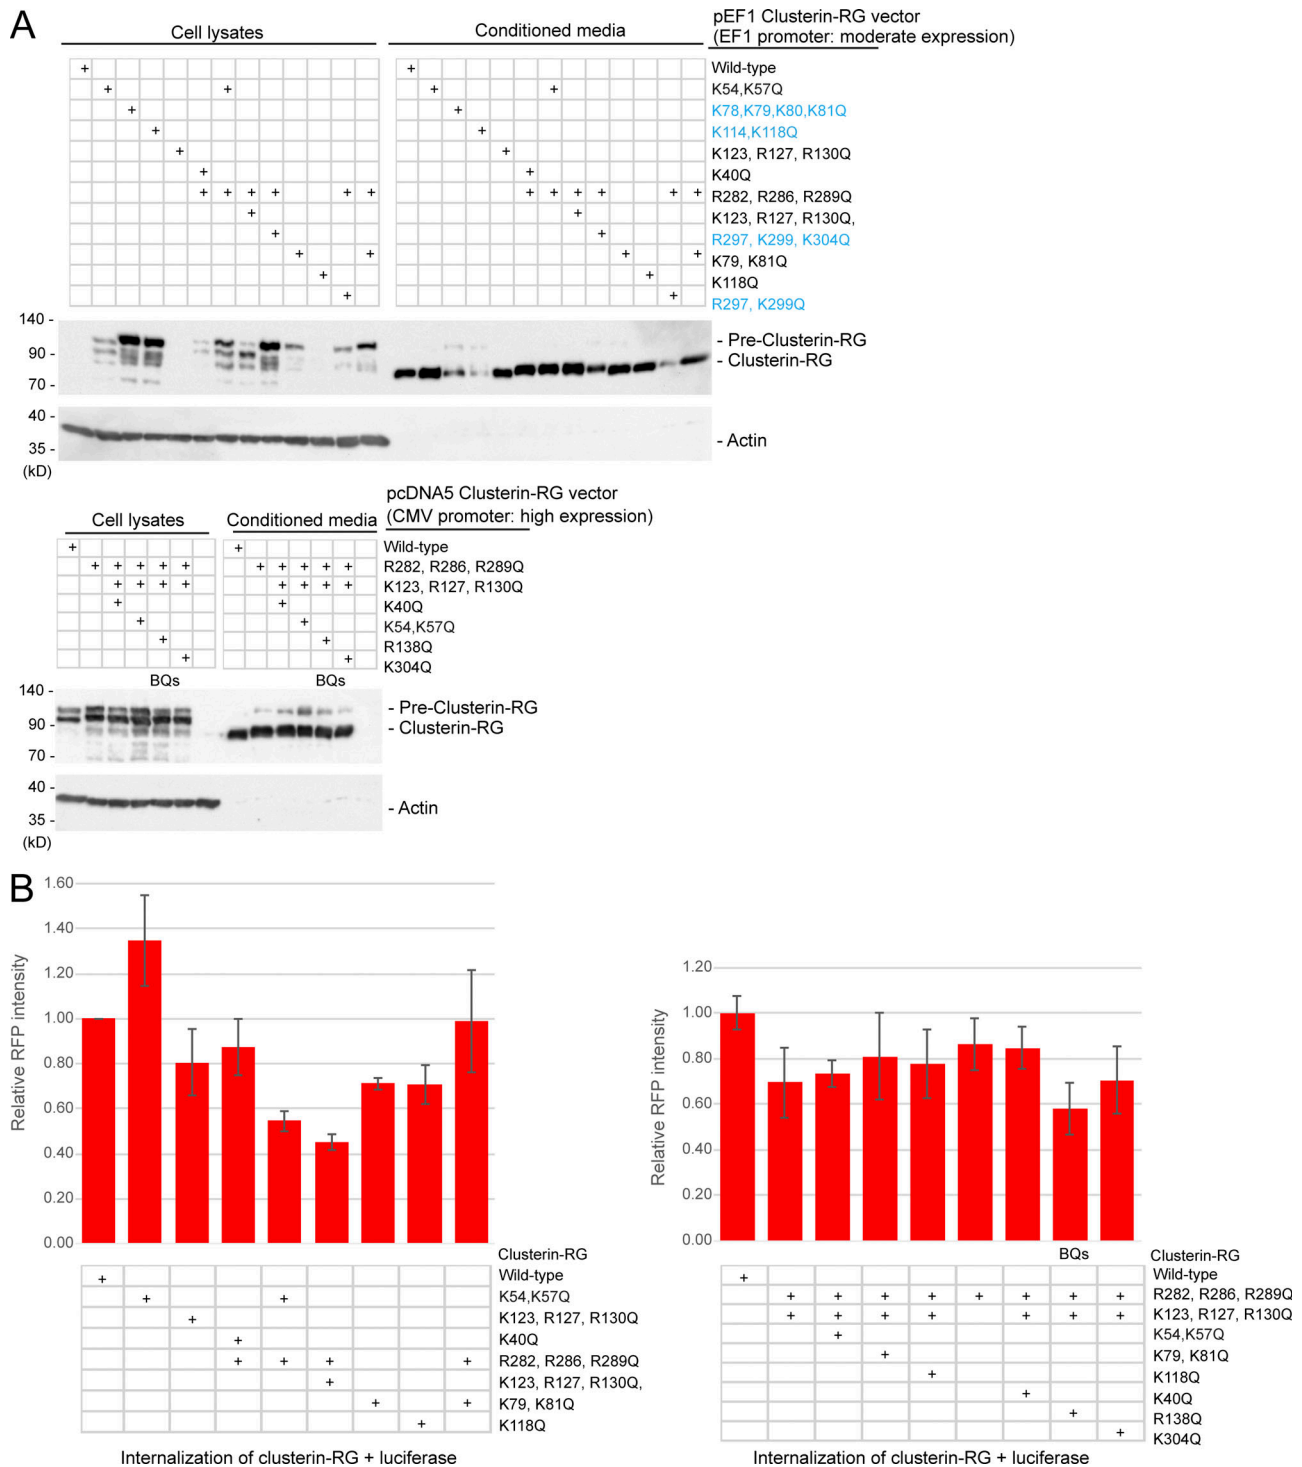 A
Cell lysates
Conditioned media
pEF1 Clusterin-RG vector
(EF1 promoter: moderate expression)
+ + Wild-type
+ + + + K54,K57Q
+ + K78,K79,K80,K81Q
+ + K114,K118Q
+ + K123, R127, R130Q
+ + K40Q
+ + + + + + + + + + + + R282, R286, R289Q
+ + K123, R127, R130Q,
+ + R297, K299, K304Q
+ + + + K79, K81Q
+ + K118Q
+ + R297, K299Q
140 -
90 -
70 -
- Pre-Clusterin-RG
- Clusterin-RG
40 -
35 -
(kD)
- Actin
pcDNA5 Clusterin-RG vector
(CMV promoter: high expression)
Cell lysates
Conditioned media
+ + Wild-type
+ + + + + + + + + + R282, R286, R289Q
+ + + + + + + + K123, R127, R130Q
+ + K40Q
+ + K54,K57Q
+ + R138Q
+ + K304Q
BQs
BQs
140 -
90 -
70 -
- Pre-Clusterin-RG
- Clusterin-RG
40 -
35 -
(kD)
- Actin
B
Relative RFP intensity
1.60
1.40
1.20
1.00
0.80
0.60
0.40
0.20
0.00
Clusterin-RG
+ Wild-type
+ + K54,K57Q
+ K123, R127, R130Q
+ K40Q
+ + + + R282, R286, R289Q
+ K123, R127, R130Q,
+ + K79, K81Q
+ K118Q
Internalization of clusterin-RG + luciferase
Relative RFP intensity
1.20
1.00
0.80
0.60
0.40
0.20
0.00
BQs
Clusterin-RG
+ Wild-type
+ + + + + + + + R282, R286, R289Q
+ + + + + + + K123, R127, R130Q
+ K54,K57Q
+ K79, K81Q
+ K118Q
+ K40Q
+ R138Q
+ K304Q
Internalization of clusterin-RG + luciferase